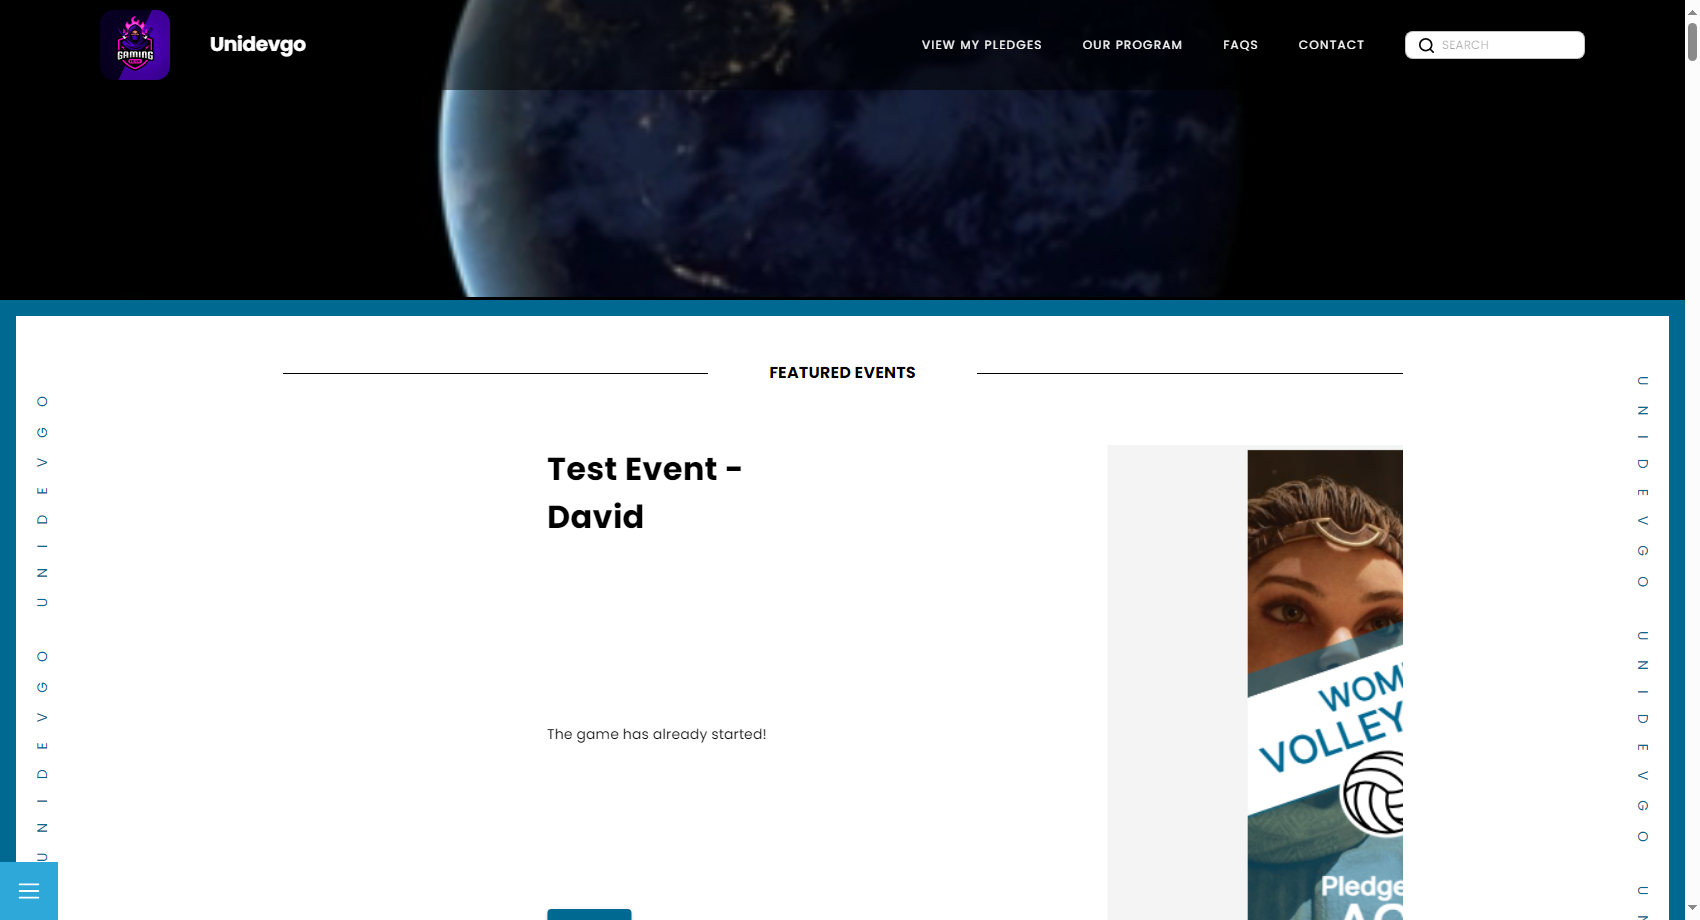 GAMING
Unidevgo
VIEW MY PLEDGES
OUR PROGRAM
FAQS
CONTACT
SEARCH
FEATURED EVENTS
Test Event -
David
The game has already started!
WOM
VOLLEY
Pledge
UNIDEVGO UNIDEVGO
UNIDEVGO UNIDEVGO UN